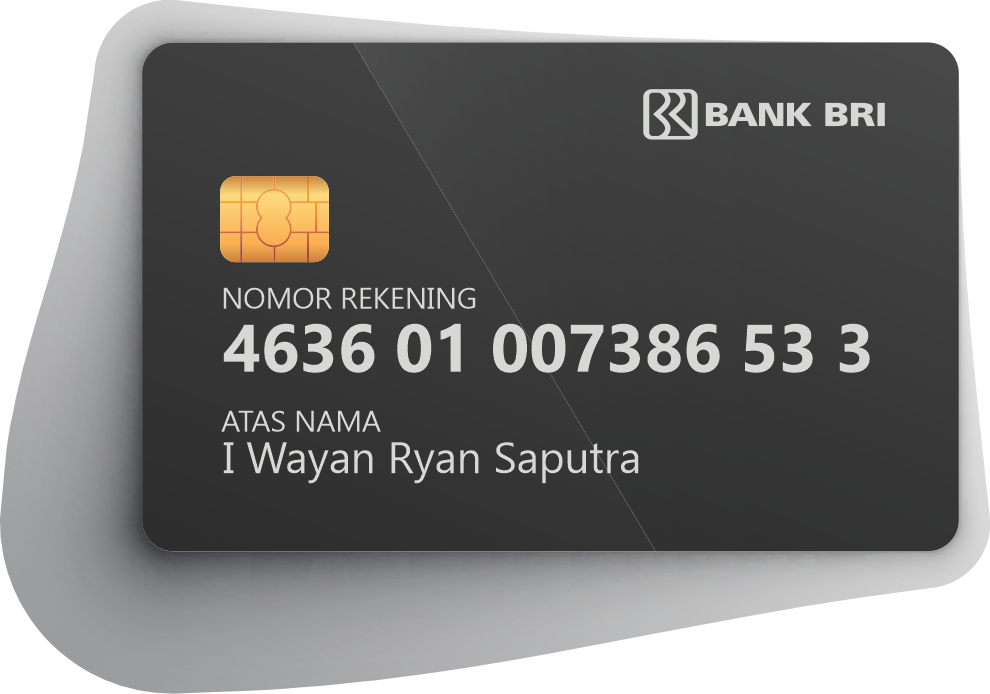 BANK BRI
NOMOR REKENING
4636 01 007386 53 3
ATAS NAMA
I Wayan Ryan Saputra